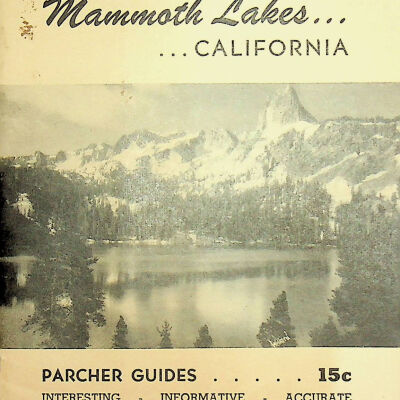 Mammoth Lakes...
...CALIFORNIA
PARCHER GUIDES . . . . . 15c
INTERESTING - INFORMATIVE - ACCURATE